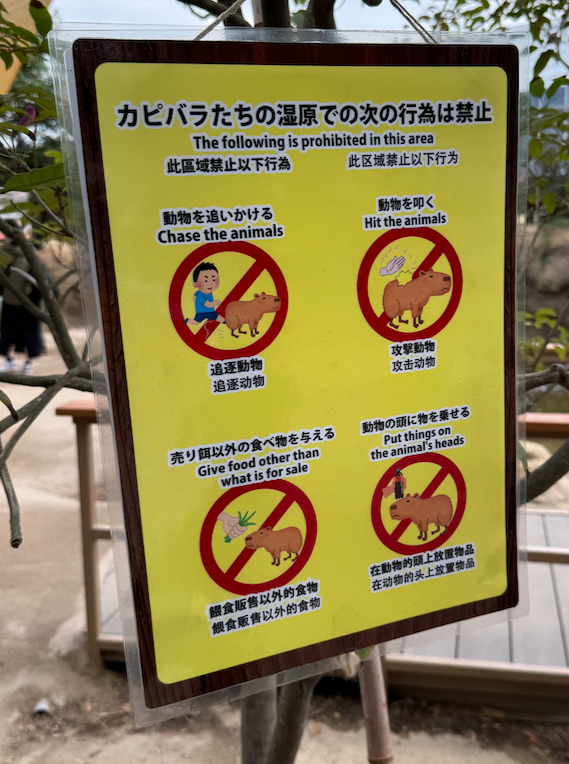 カピバラたちの湿原での次の行為は禁止
The following is prohibited in this area
此區域禁止以下行為
此区域禁止以下行为
動物を追いかける
Chase the animals
追逐動物
追逐动物
動物を叩く
Hit the animals
攻擊動物
攻击动物
売り餌以外の食べ物を与える
Give food other than
what is for sale
餵食販售以外的食物
餵食販售以外的食物
動物の頭に物を乗せる
Put things on
the animal's heads
在動物的頭上放置物品
在动物的头上放置物品